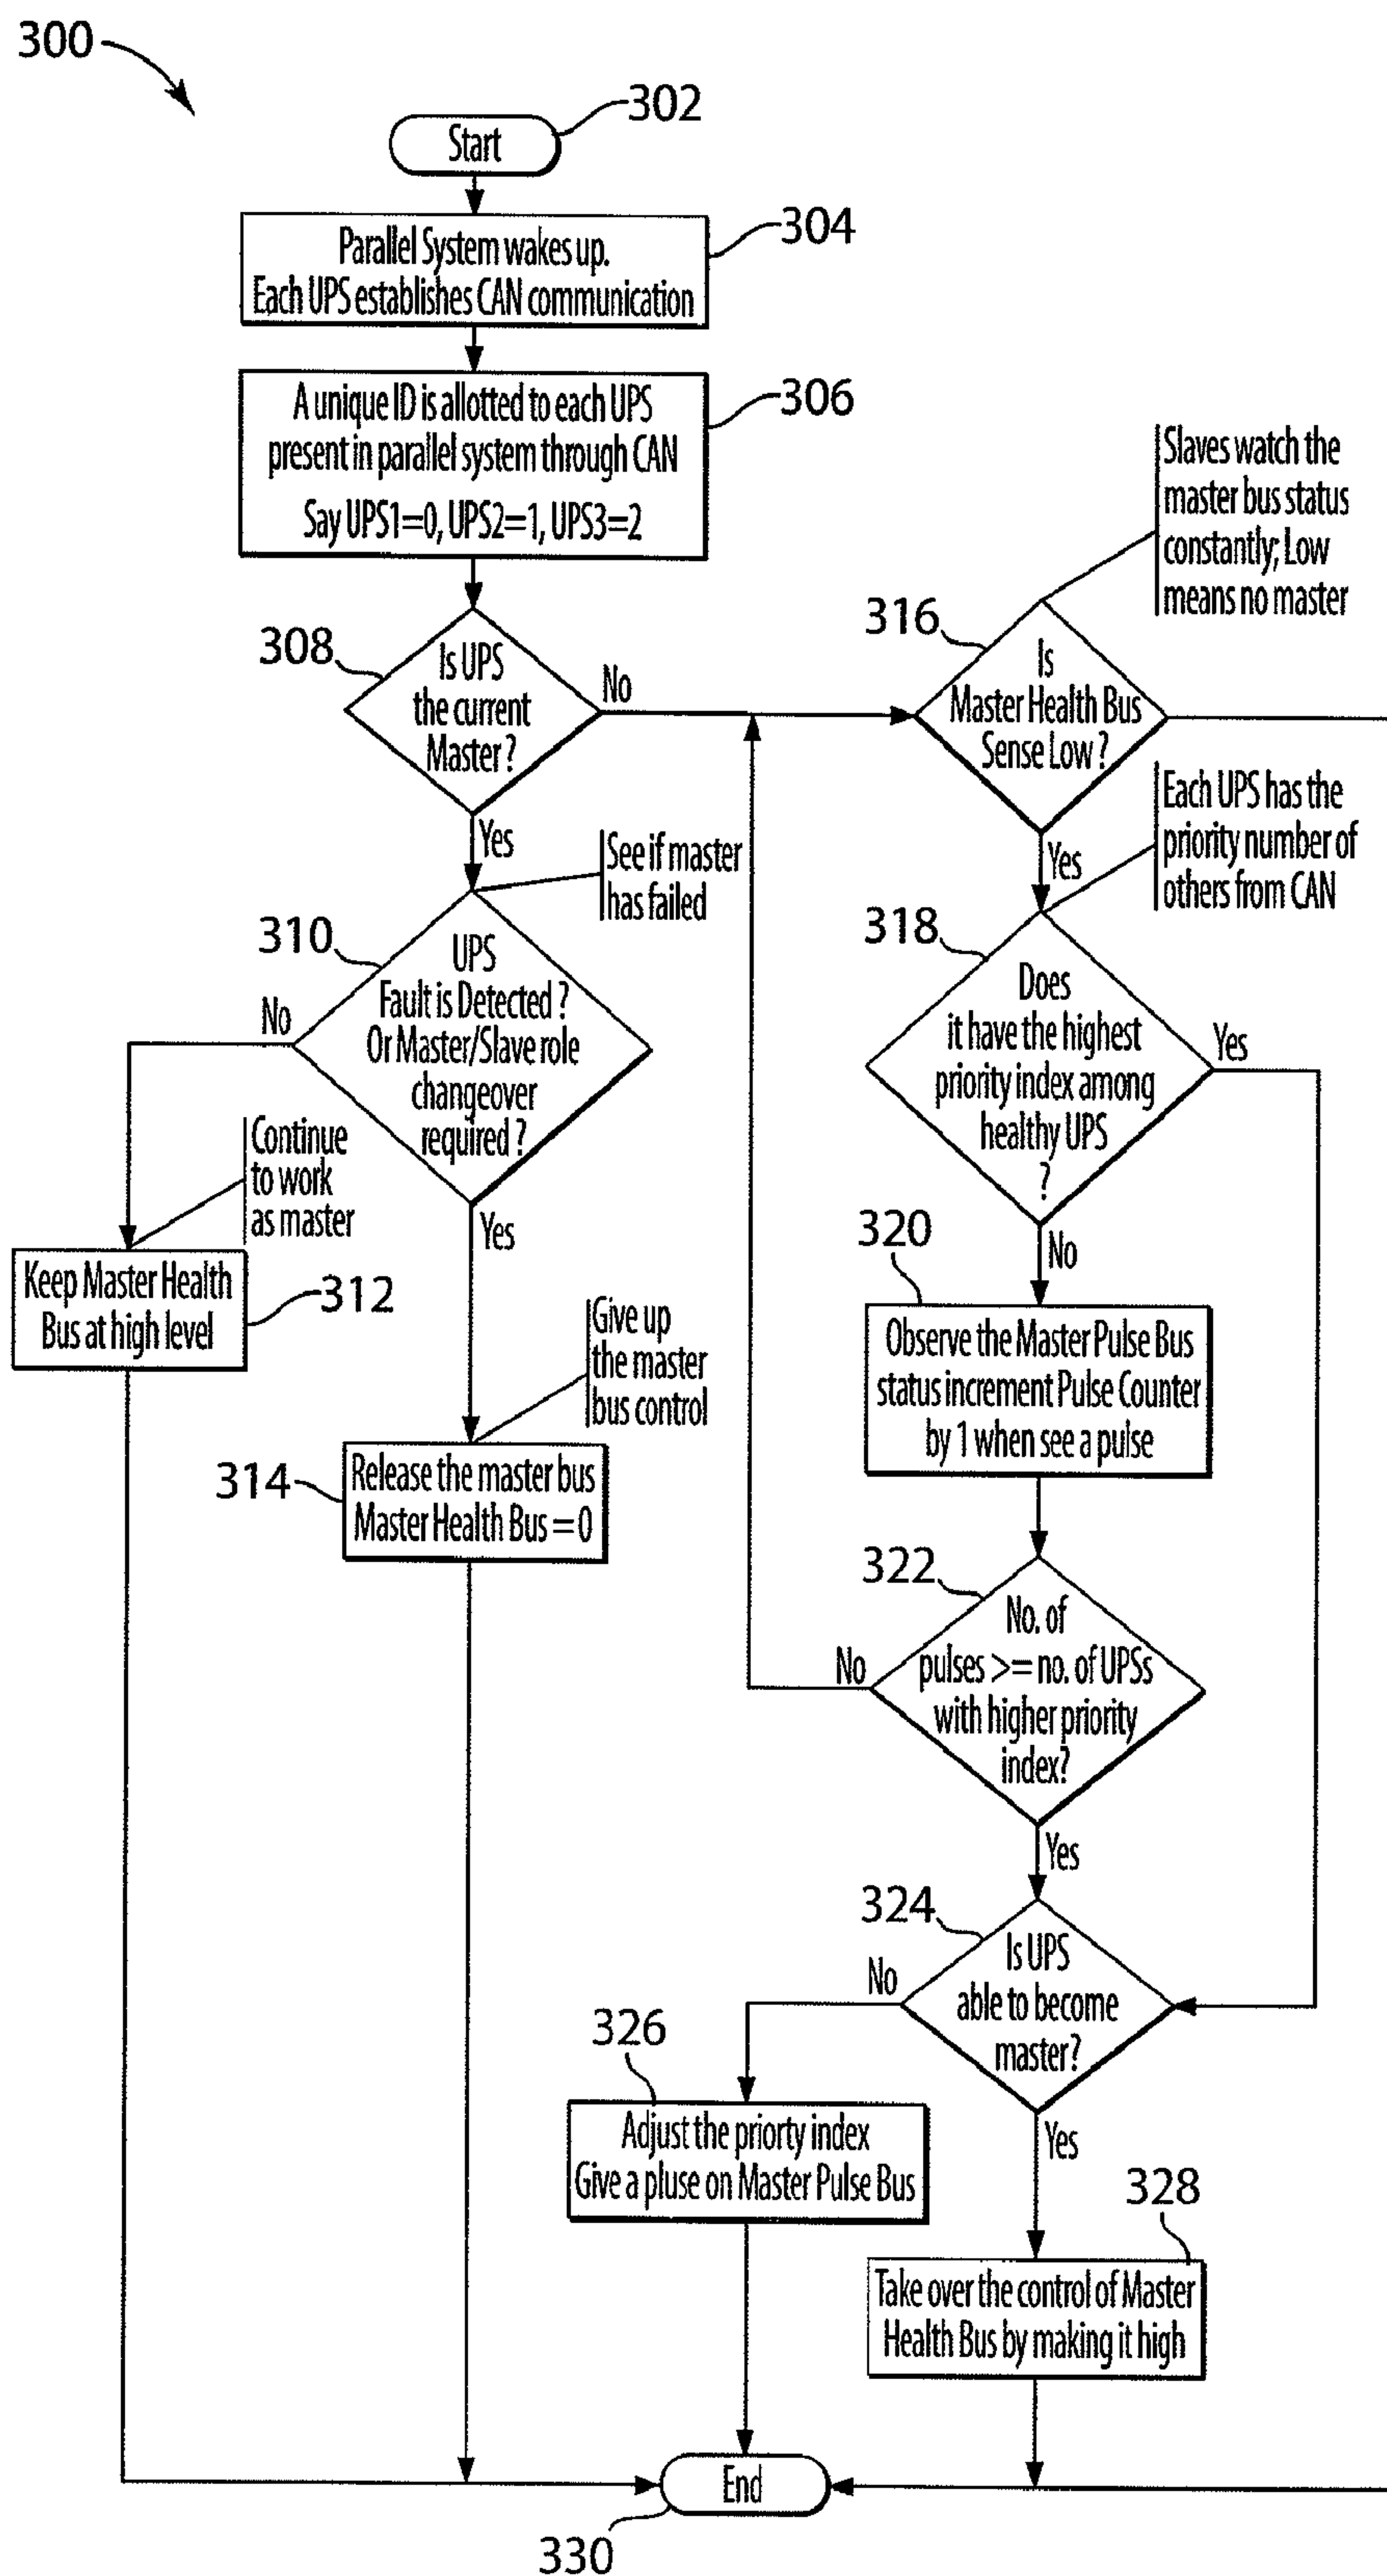 300
302
Start
304
Parallel System wakes up.
Each UPS establishes CAN communication
306
A unique ID is allotted to each UPS
present in parallel system through CAN
Say UPS1=0, UPS2=1, UPS3=2
308
Is UPS
the current
Master ?
No
Yes
Slaves watch the
master bus status
constantly; Low
means no master
316
Is
Master Health Bus
Sense Low ?
Yes
See if master
has failed
310
UPS
Fault is Detected ?
Or Master/Slave role
changeover
required ?
No
Yes
Each UPS has the
priority number of
others from CAN
318
Does
it have the highest
priority index among
healthy UPS
?
Yes
No
Continue
to work
as master
Keep Master Health
Bus at high level
312
Give up
the master
bus control
314
Release the master bus
Master Health Bus = 0
320
Observe the Master Pulse Bus
status increment Pulse Counter
by 1 when see a pulse
322
No. of
pulses >= no. of UPSs
with higher priority
index?
No
Yes
324
Is UPS
able to become
master?
No
Yes
326
Adjust the priorty index
Give a pluse on Master Pulse Bus
328
Take over the control of Master
Health Bus by making it high
End
330